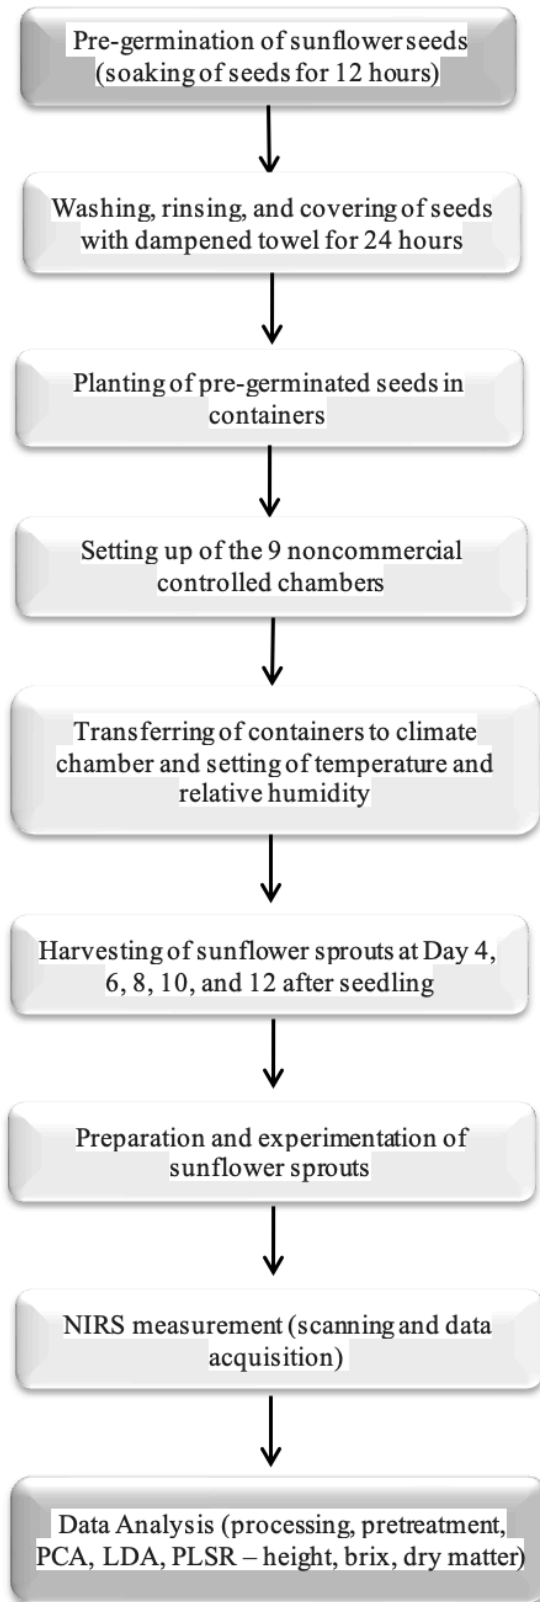 Pre-germination of sunflower seeds
(soaking of seeds for 12 hours)
Washing, rinsing, and covering of seeds
with dampened towel for 24 hours
Planting of pre-germinated seeds in
containers
Setting up of the 9 noncommercial
controlled chambers
Transferring of containers to climate
chamber and setting of temperature and
relative humidity
Harvesting of sunflower sprouts at Day 4,
6, 8, 10, and 12 after seedling
Preparation and experimentation of
sunflower sprouts
NIRS measurement (scanning and data
acquisition)
Data Analysis (processing, pretreatment,
PCA, LDA, PLSR – height, brix, dry matter)